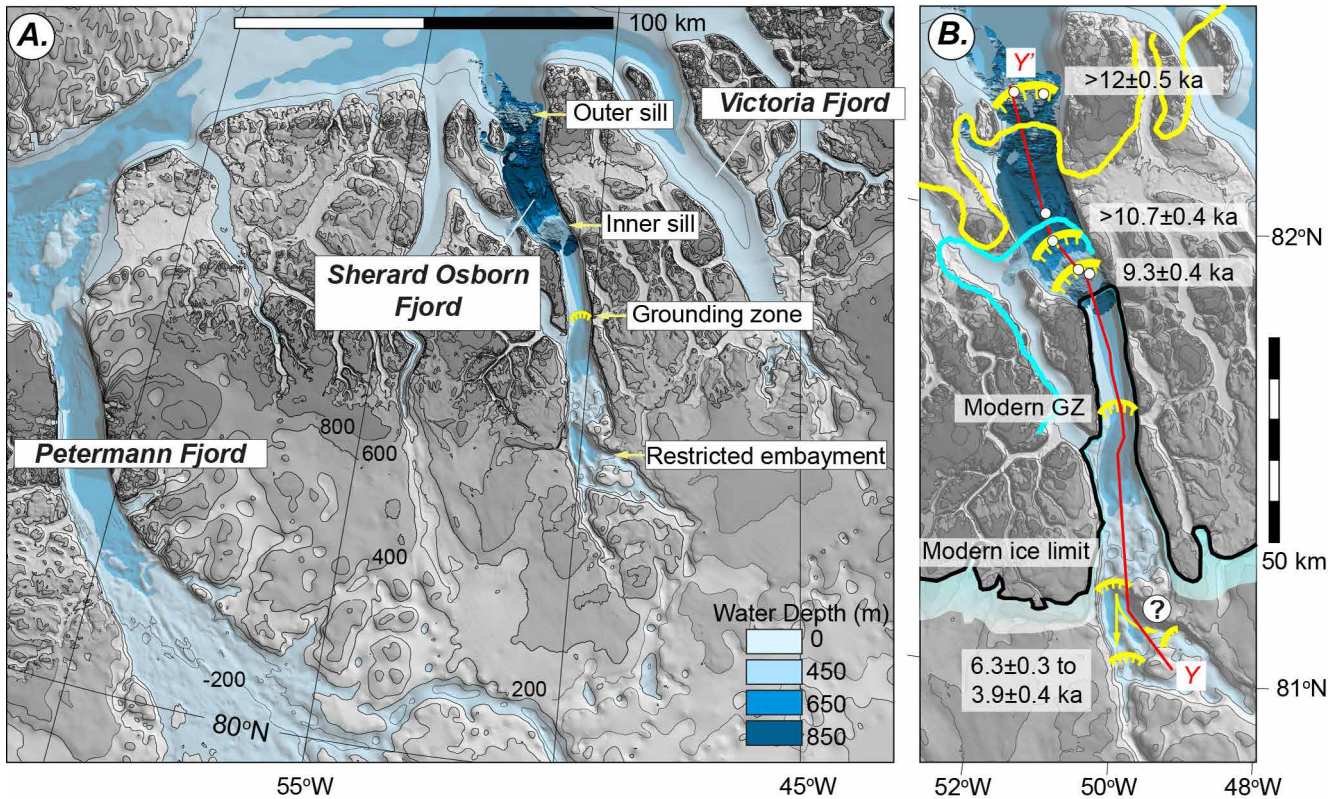 A.
100 km
Victoria Fjord
Outer sill
Inner sill
Sherard Osborn
Fjord
Grounding zone
800
600
Petermann Fjord
Restricted embayment
400
Water Depth (m)
0
450
650
850
-200
200
80°N
55°W
45°W
B.
Y'
>12±0.5 ka
>10.7±0.4 ka
82°N
9.3±0.4 ka
Modern GZ
Modern ice limit
50 km
?
6.3±0.3 to
3.9±0.4 ka
Y
81°N
52°W
50°W
48°W